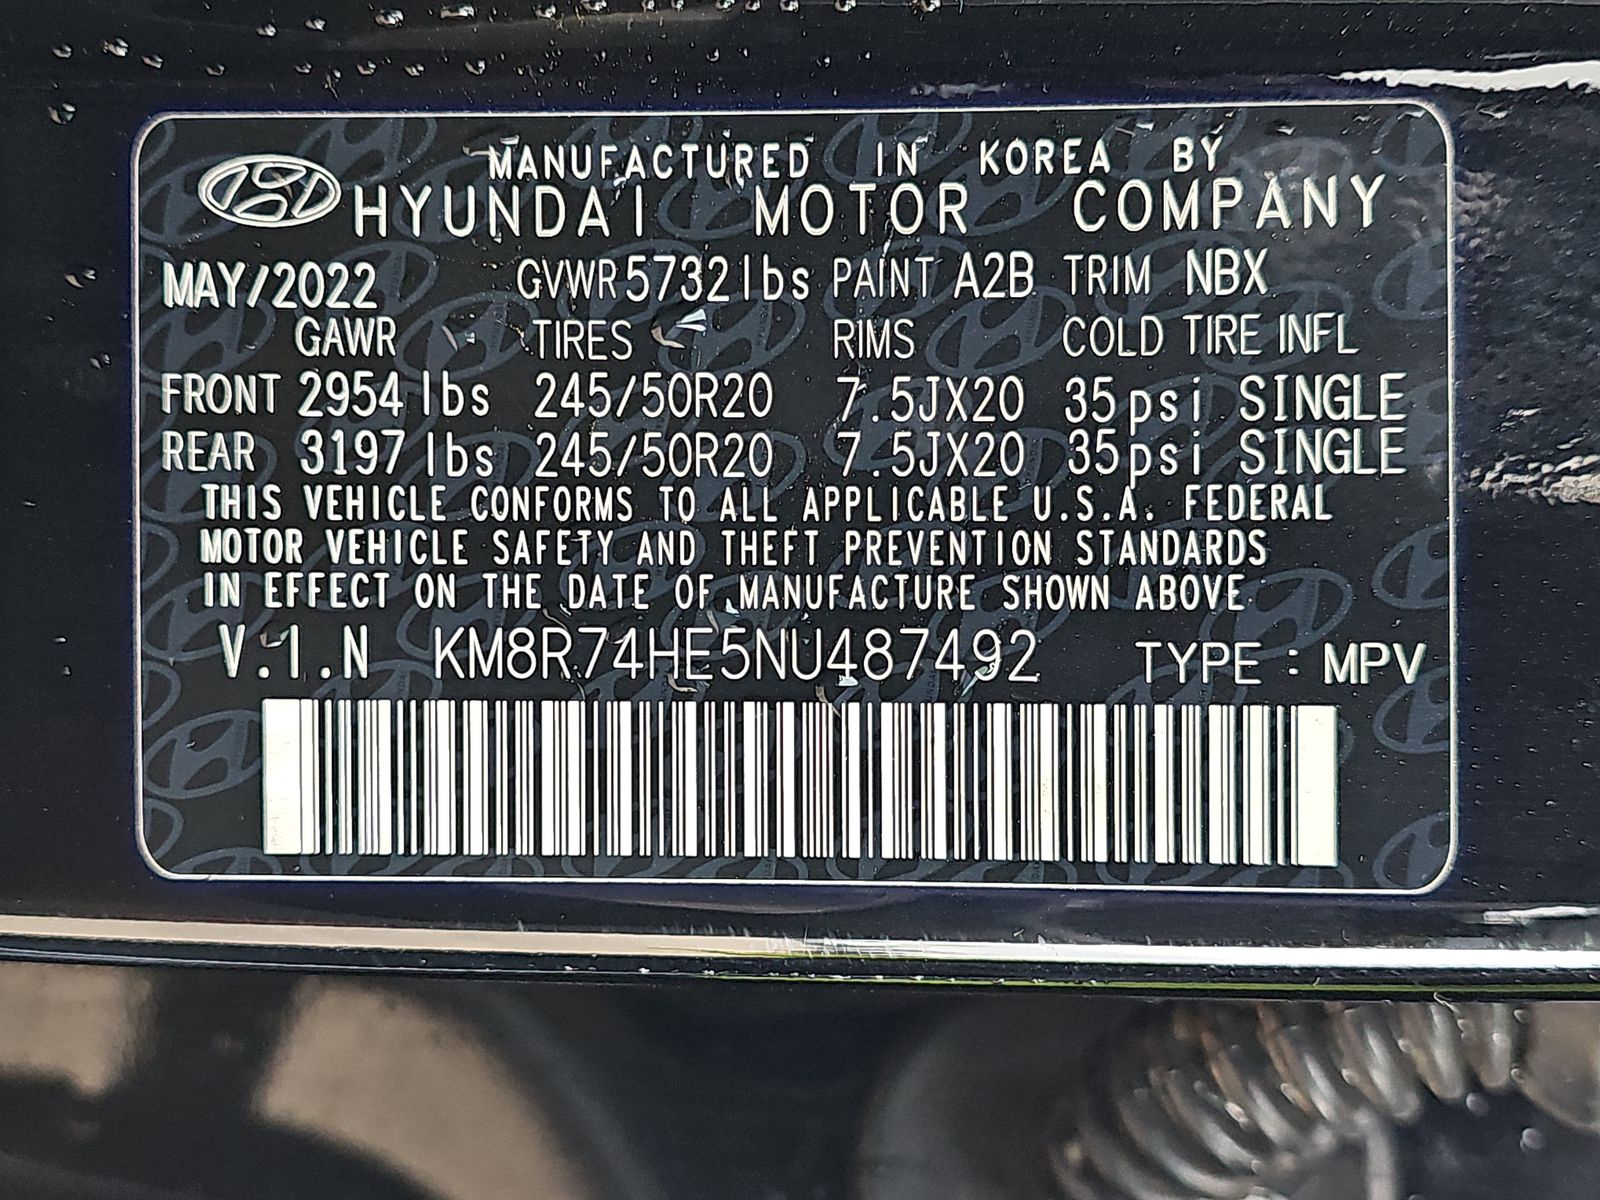 MANUFACTURED IN KOREA BY
HYUNDAI MOTOR COMPANY
MAY/2022 GVWR 5732lbs PAINT A2B TRIM NBX
GAWR TIRES RIMS COLD TIRE INFL
FRONT 2954 lbs 245/50R20 7.5JX20 35psi SINGLE
REAR 3197 lbs 245/50R20 7.5JX20 35psi SINGLE
THIS VEHICLE CONFORMS TO ALL APPLICABLE U.S.A. FEDERAL
MOTOR VEHICLE SAFETY AND THEFT PREVENTION STANDARDS
IN EFFECT ON THE DATE OF MANUFACTURE SHOWN ABOVE.
V.I.N KM8R74HE5NU487492 TYPE : MPV